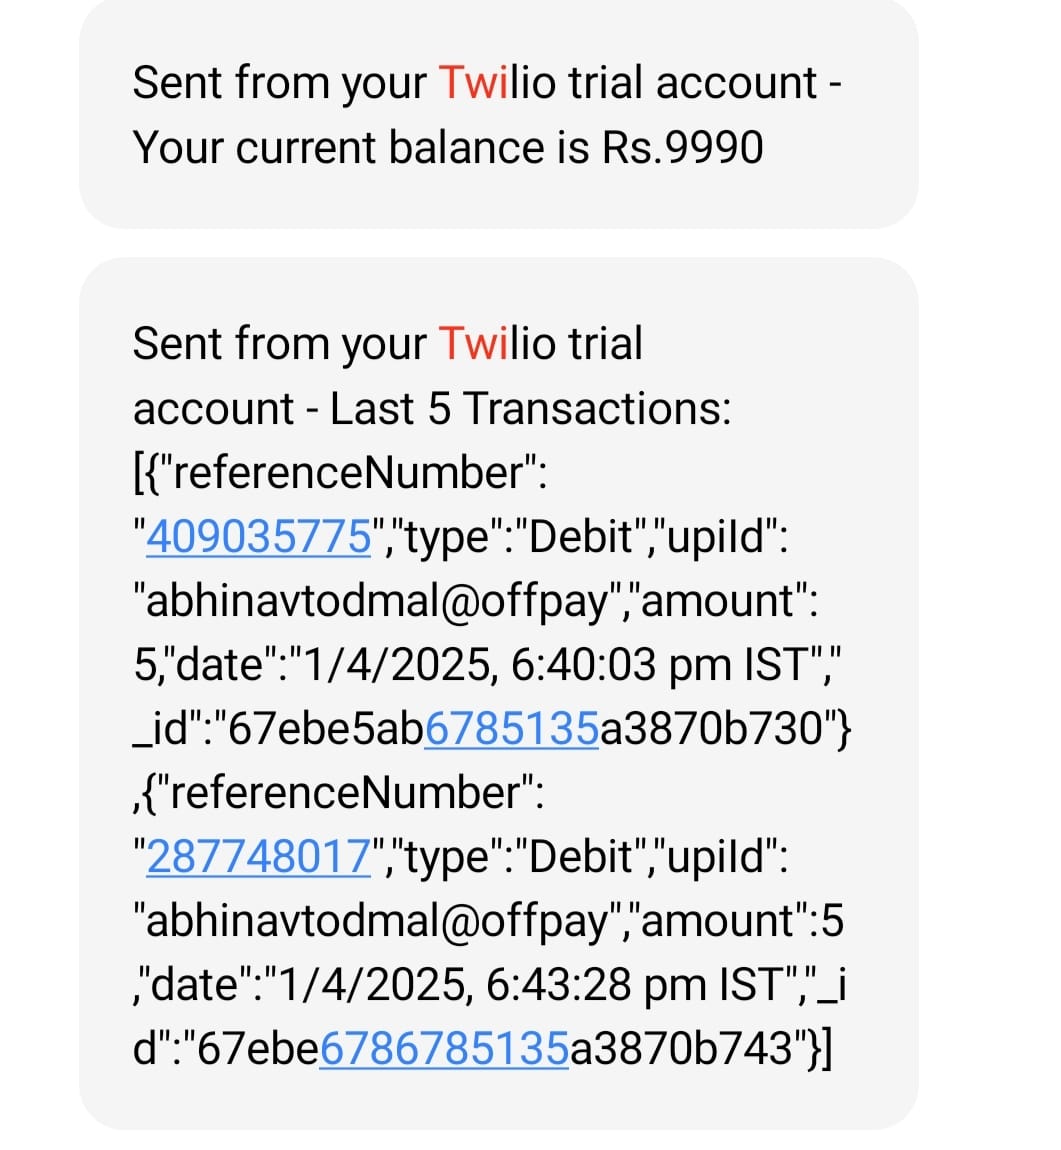 Sent from your Twilio trial account -
Your current balance is Rs.9990
Sent from your Twilio trial
account - Last 5 Transactions:
[{"referenceNumber":
"409035775","type":"Debit","upiId":
"abhinavtodmal@offpay","amount":
5,"date":"1/4/2025, 6:40:03 pm IST","
_id":"67ebe5ab6785135a3870b730"}
,{"referenceNumber":
"287748017","type":"Debit","upiId":
"abhinavtodmal@offpay","amount":5
,"date":"1/4/2025, 6:43:28 pm IST","_i
d":"67ebe6786785135a3870b743"}]